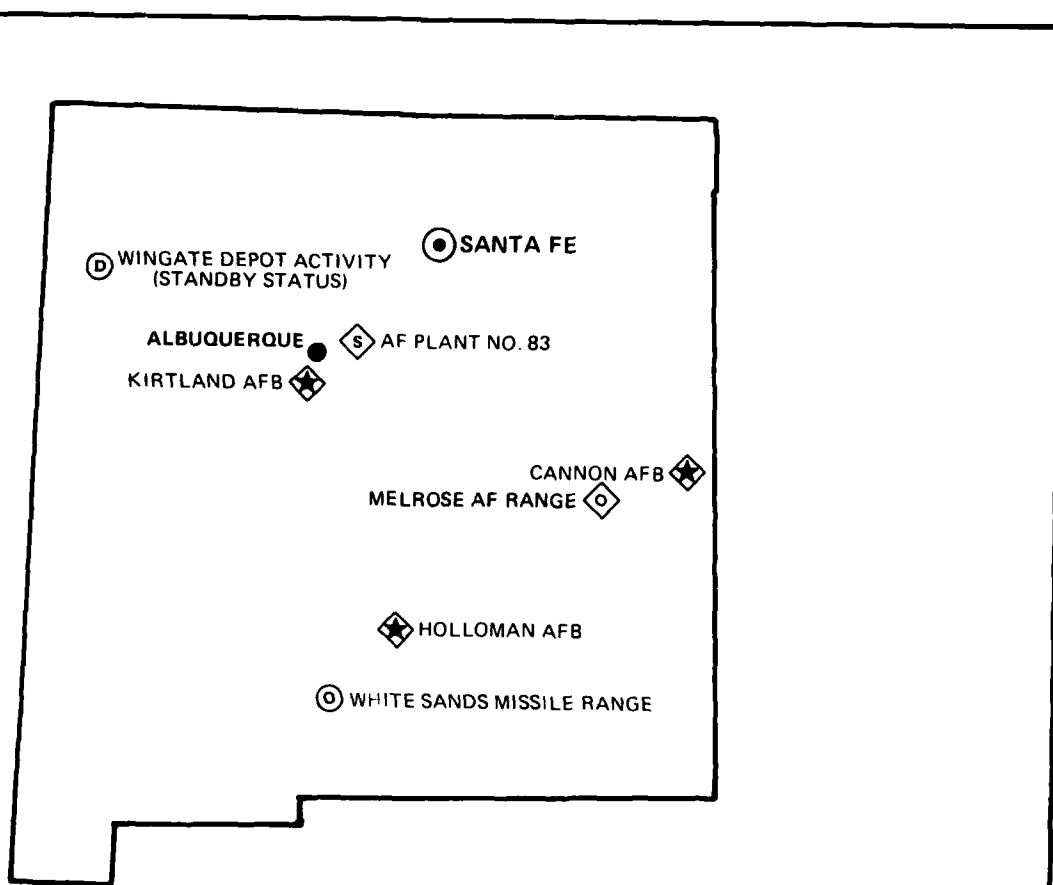 SANTA FE
D WINGATE DEPOT ACTIVITY
(STANDBY STATUS)
ALBUQUERQUE
S AF PLANT NO. 83
KIRTLAND AFB
CANNON AFB
MELROSE AF RANGE O
HOLLOMAN AFB
O WHITE SANDS MISSILE RANGE